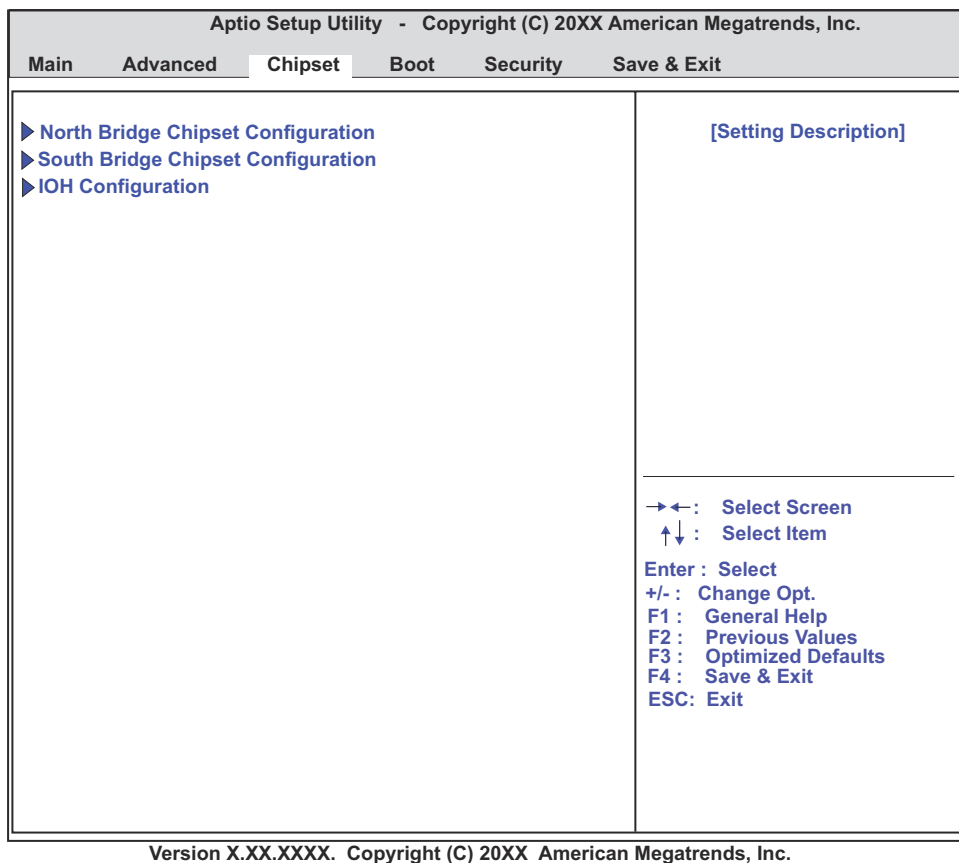 Aptio Setup Utility - Copyright (C) 20XX American Megatrends, Inc.
Main Advanced Chipset Boot Security Save & Exit
North Bridge Chipset Configuration
South Bridge Chipset Configuration
IOH Configuration
[Setting Description]
→←: Select Screen
↑↓ : Select Item
Enter : Select
+/- : Change Opt.
F1 : General Help
F2 : Previous Values
F3 : Optimized Defaults
F4 : Save & Exit
ESC: Exit
Version X.XX.XXXX. Copyright (C) 20XX American Megatrends, Inc.